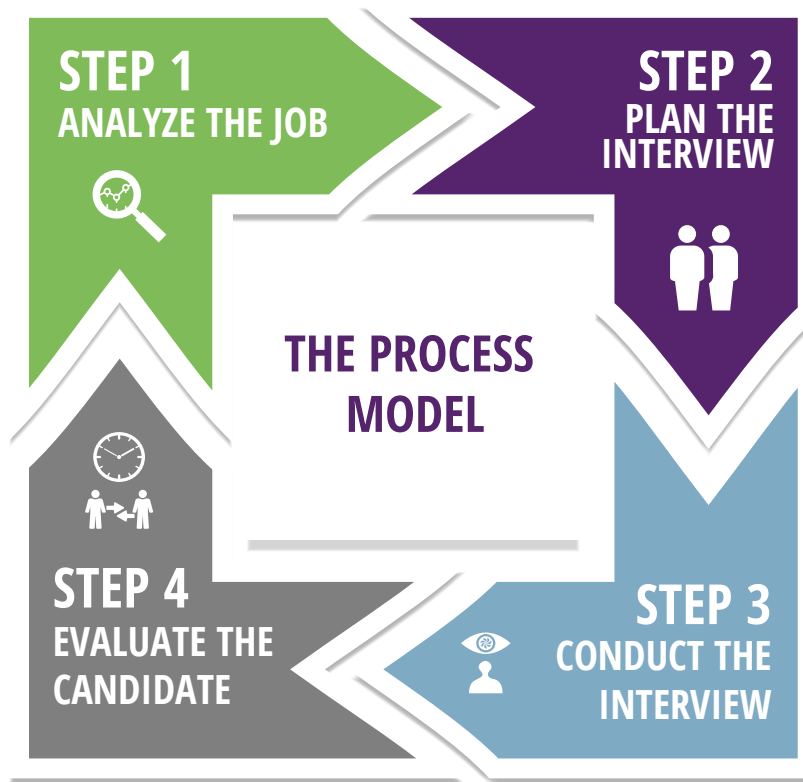 STEP 1
ANALYZE THE JOB
STEP 2
PLAN THE
INTERVIEW
THE PROCESS
MODEL
STEP 3
CONDUCT THE
INTERVIEW
STEP 4
EVALUATE THE
CANDIDATE